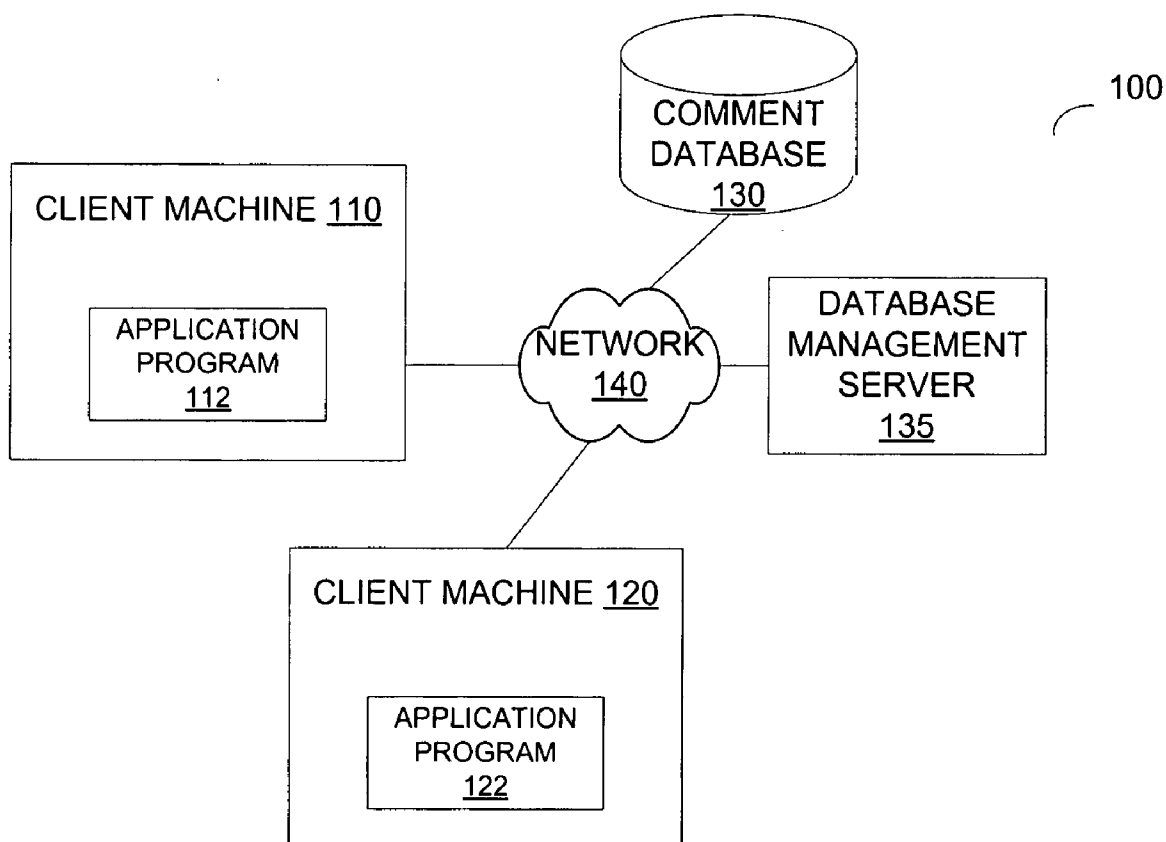 100
COMMENT
DATABASE
130
CLIENT MACHINE 110
APPLICATION
PROGRAM
112
NETWORK
140
DATABASE
MANAGEMENT
SERVER
135
CLIENT MACHINE 120
APPLICATION
PROGRAM
122